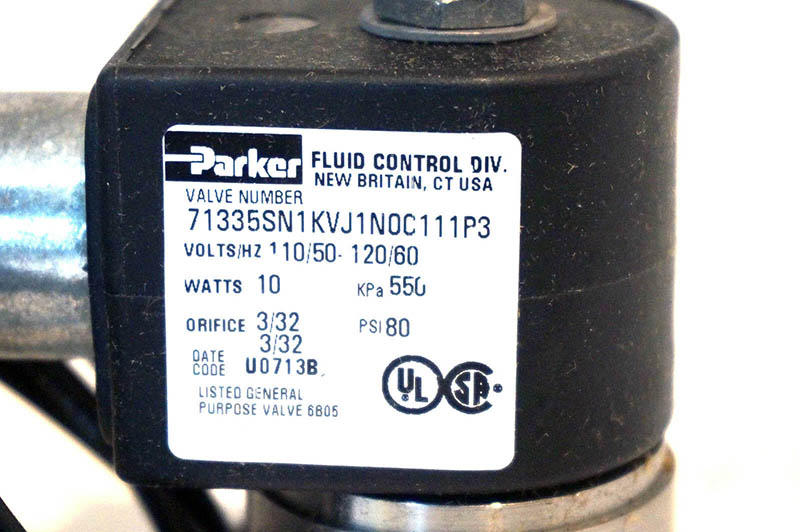 Parker FLUID CONTROL DIV.
NEW BRITAIN, CT USA
VALVE NUMBER
71335SN1KVJ1N0C111P3
VOLTS/HZ 110/50- 120/60
WATTS 10 KPa 550
ORIFICE 3/32 PSI 80
3/32
DATE
CODE U0713B
LISTED GENERAL
PURPOSE VALVE 6805
UL SA